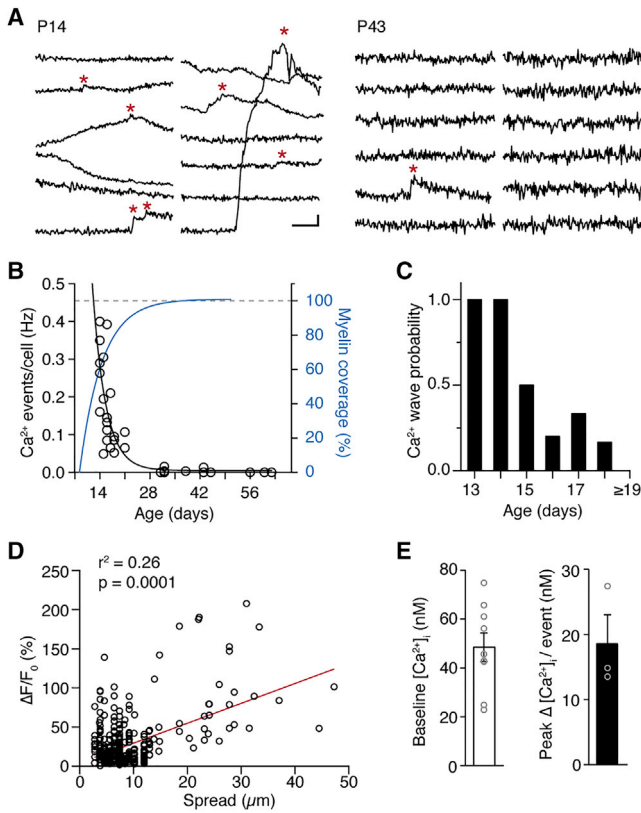 A
P14
P43
*
*
*
*
*
*
*
*
B
Ca²⁺ events/cell (Hz)
0.5
0.4
0.3
0.2
0.1
0.0
100
80
60
40
20
0
Myelin coverage (%)
14 28 42 56
Age (days)
C
Ca²⁺ wave probability
1.0
0.5
0.0
13 15 17 ≥19
Age (days)
D
r² = 0.26
p = 0.0001
ΔF/F₀ (%)
250
200
150
100
50
0
0 10 20 30 40 50
Spread (µm)
E
Baseline [Ca²⁺]ᵢ (nM)
80
60
40
20
0
Peak Δ [Ca²⁺]ᵢ / event (nM)
30
20
10
0